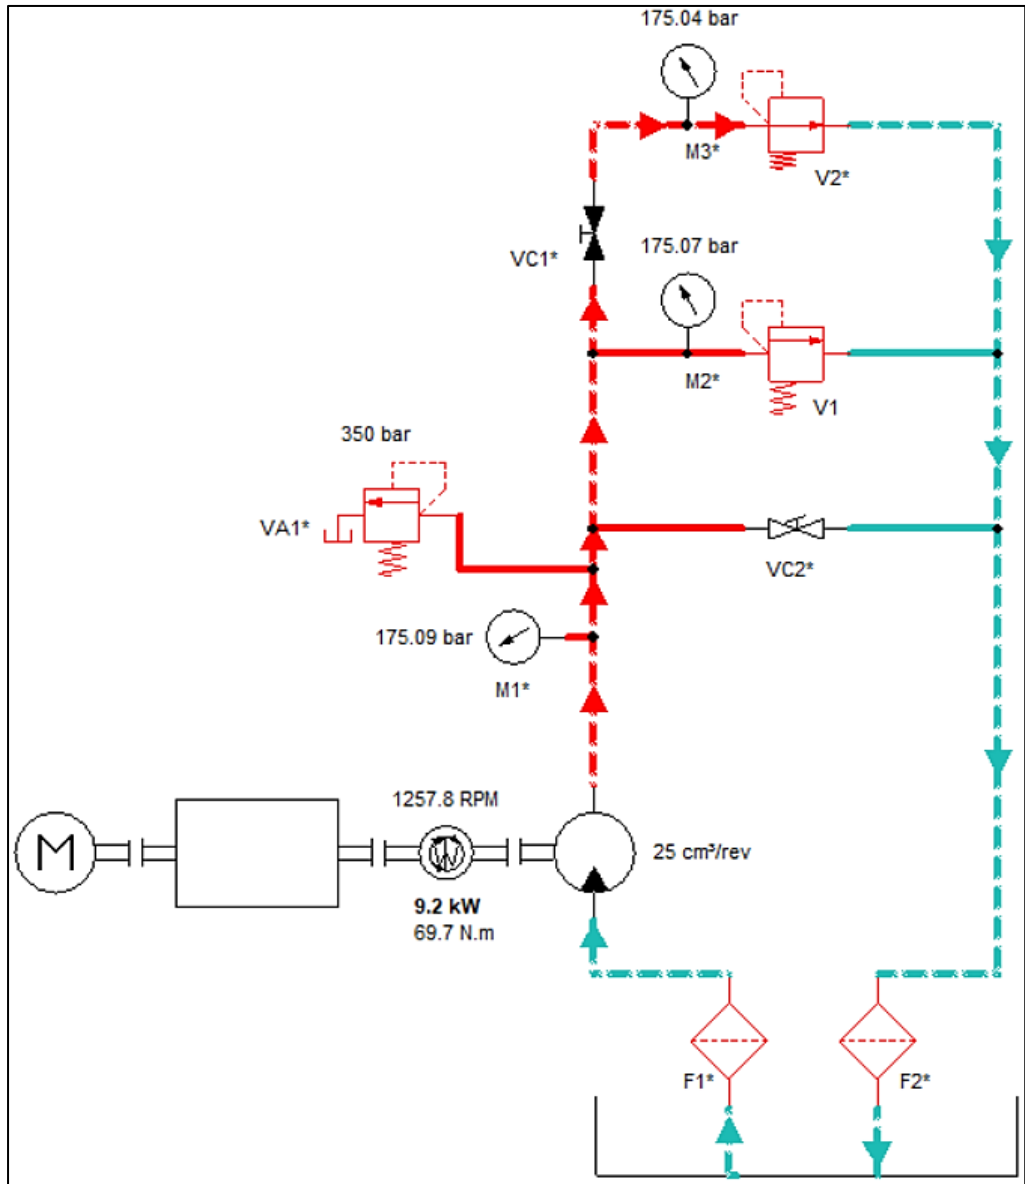 175.04 bar
M3*
V2*
VC1*
175.07 bar
M2*
V1
350 bar
VA1*
VC2*
175.09 bar
M1*
1257.8 RPM
M
25 cm³/rev
9.2 kW
69.7 N.m
F1*
F2*